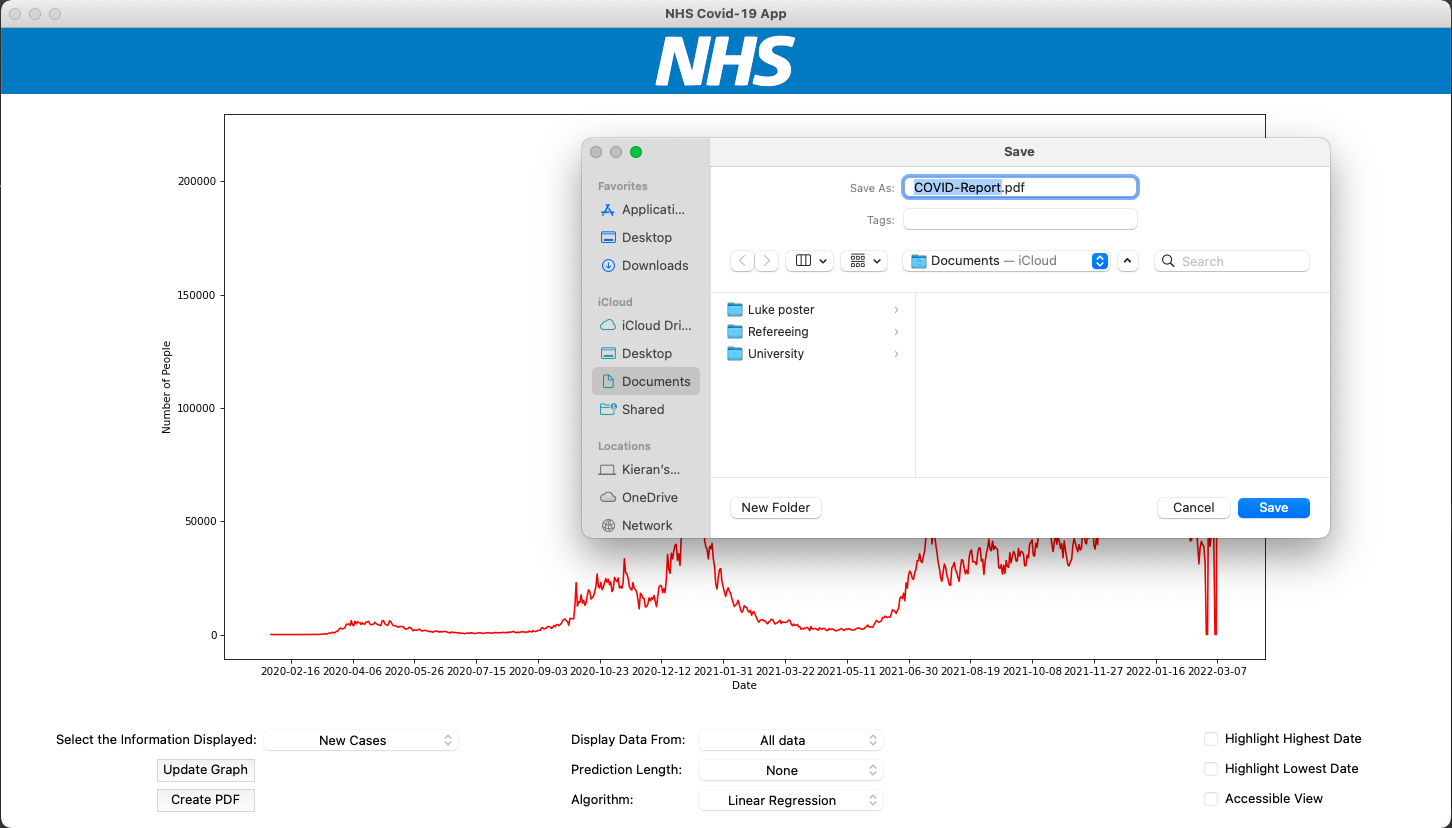 NHS Covid-19 App
NHS
Save
Favorites
Applicati...
Desktop
Downloads
iCloud
iCloud Dri...
Desktop
Documents
Shared
Locations
Kieran's...
OneDrive
Network
Save As: COVID-Report.pdf
Tags:
Documents — iCloud
Search
Luke poster
Refereeing
University
New Folder
Cancel
Save
Number of People
200000
150000
100000
50000
0
2020-02-16 2020-04-06 2020-05-26 2020-07-15 2020-09-03 2020-10-23 2020-12-12 2021-01-31 2021-03-22 2021-05-11 2021-06-30 2021-08-19 2021-10-08 2021-11-27 2022-01-16 2022-03-07
Date
Select the Information Displayed: New Cases
Update Graph
Create PDF
Display Data From: All data
Prediction Length: None
Algorithm: Linear Regression
Highlight Highest Date
Highlight Lowest Date
Accessible View